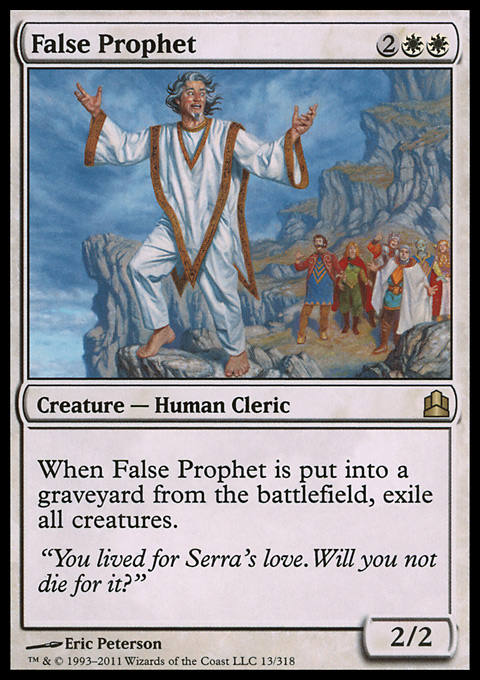 False Prophet 2
Creature — Human Cleric
When False Prophet is put into a
graveyard from the battlefield, exile
all creatures.
“You lived for Serra’s love. Will you not
die for it?”
Eric Peterson
2/2
™ & © 1993–2011 Wizards of the Coast LLC 13/318